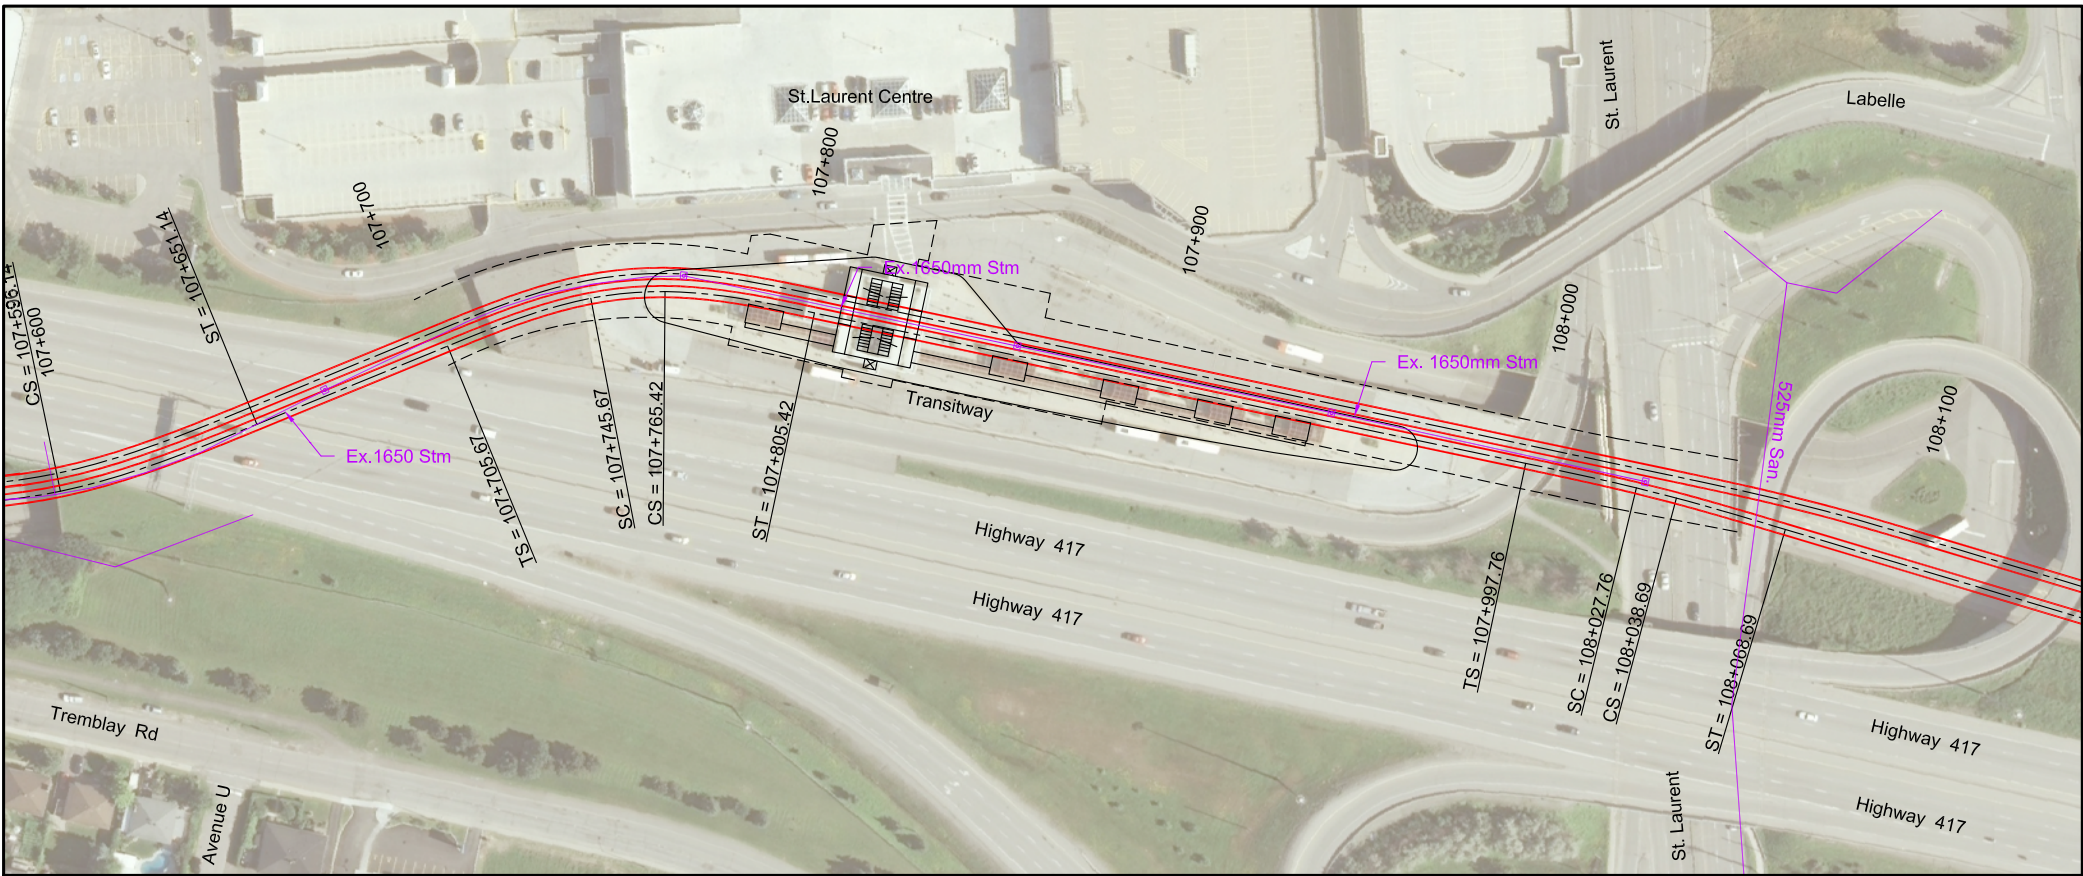 St.Laurent Centre
St. Laurent
Labelle
107+700
107+800
107+900
108+000
108+100
CS = 107+596.14
107+600
ST = 107+651.14
Ex.1650mm Stm
Ex. 1650mm Stm
Ex.1650 Stm
525mm San.
Transitway
TS = 107+705.67
SC = 107+745.67
CS = 107+765.42
ST = 107+805.42
TS = 107+997.76
SC = 108+027.76
CS = 108+038.69
ST = 108+068.69
Highway 417
Highway 417
Highway 417
Highway 417
Tremblay Rd
Avenue U
St. Laurent